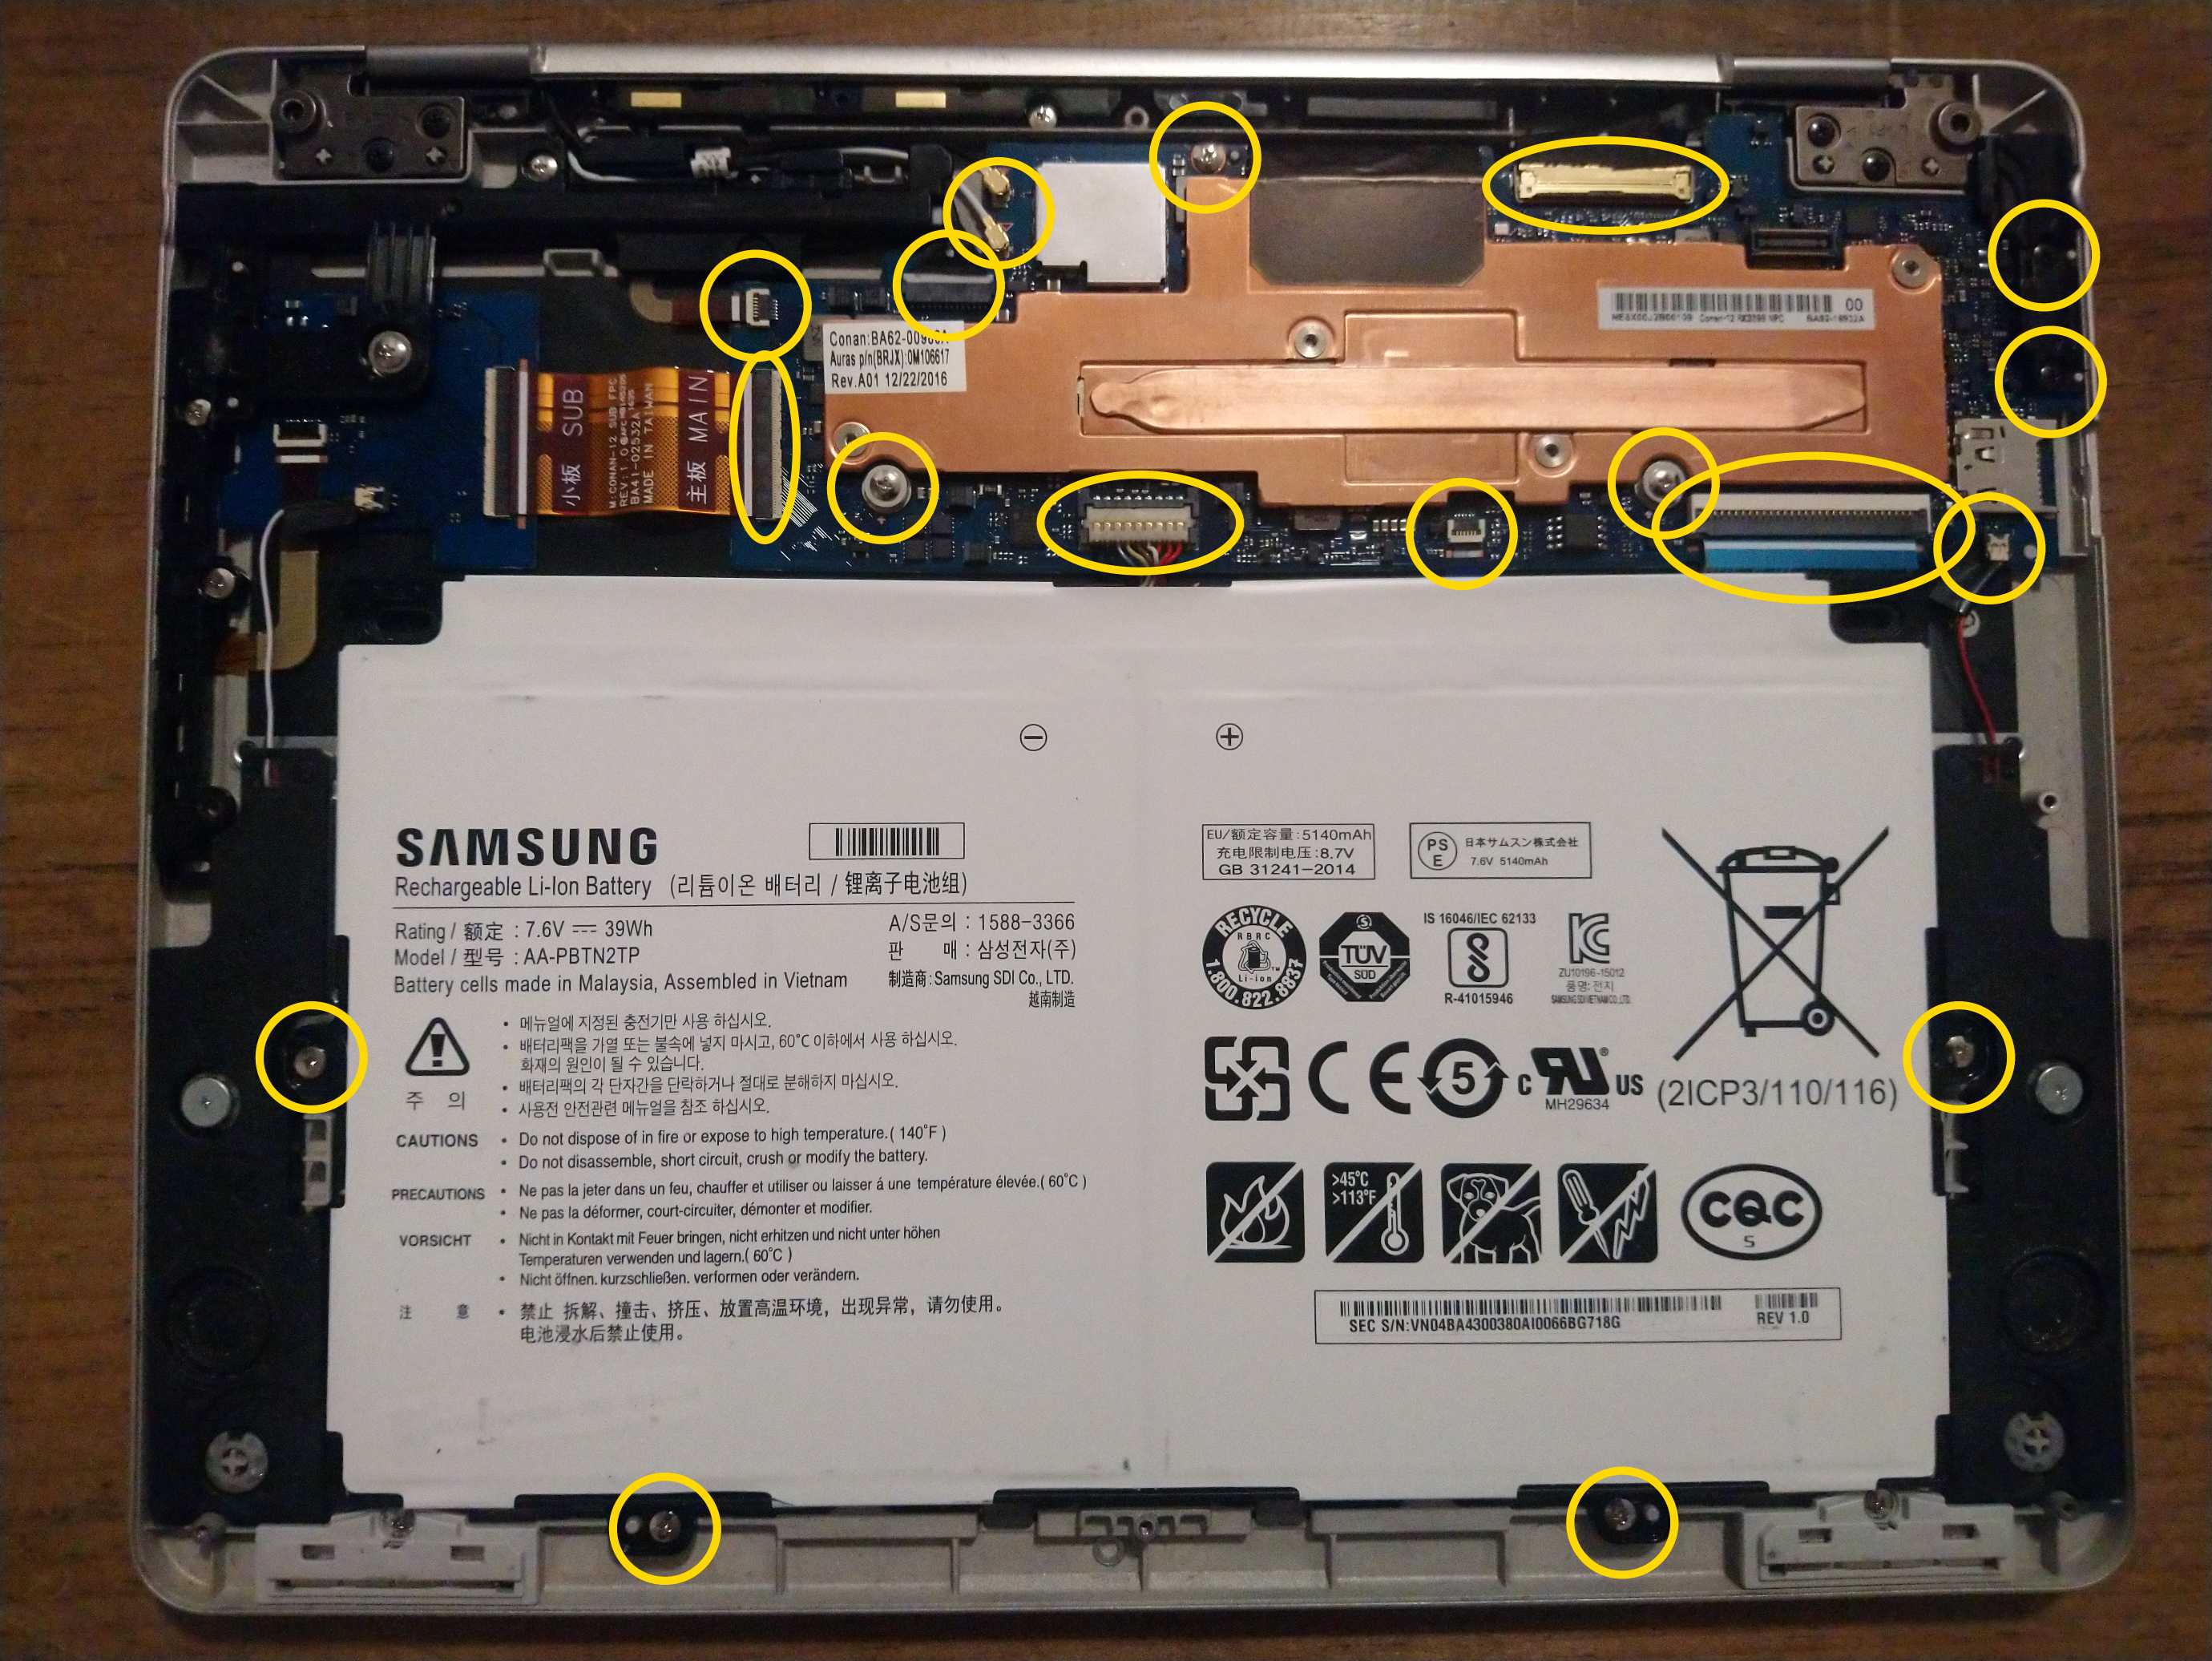 Conan:BA62-009
Auras p/n(BRJX):0M106617
Rev.A01 12/22/2016
00
小板 SUB
M:CONAN-12 SUB FPC
REV:1.0
BA41-02532A
MADE IN TAIWAN
主板 MAIN
SAMSUNG
Rechargeable Li-Ion Battery (리튬이온 배터리 / 锂离子电池组)
Rating / 额定 : 7.6V ⎓ 39Wh
Model / 型号 : AA-PBTN2TP
Battery cells made in Malaysia, Assembled in Vietnam
A/S문의 : 1588-3366
판 매 : 삼성전자(주)
制造商: Samsung SDI Co., LTD.
越南制造
주 의
• 메뉴얼에 지정된 충전기만 사용 하십시오.
• 배터리팩을 가열 또는 불속에 넣지 마시고, 60°C 이하에서 사용 하십시오.
화재의 원인이 될 수 있습니다.
• 배터리팩의 각 단자간을 단락하거나 절대로 분해하지 마십시오.
• 사용전 안전관련 메뉴얼을 참조 하십시오.
CAUTIONS • Do not dispose of in fire or expose to high temperature.( 140°F )
• Do not disassemble, short circuit, crush or modify the battery.
PRECAUTIONS • Ne pas la jeter dans un feu, chauffer et utiliser ou laisser á une température élevée.( 60°C )
• Ne pas la déformer, court-circuiter, démonter et modifier.
VORSICHT • Nicht in Kontakt mit Feuer bringen, nicht erhitzen und nicht unter höhen
Temperaturen verwenden und lagern.( 60°C )
• Nicht öffnen. kurzschließen. verformen oder verändern.
注 意 • 禁止 拆解、撞击、挤压、放置高温环境，出现异常，请勿使用。
电池浸水后禁止使用。
EU/额定容量:5140mAh
充电限制电压:8.7V
GB 31241-2014
PS
E
日本サムスン株式会社
7.6V 5140mAh
RECYCLE
RBRC
Li-ion
1.800.822.8837
TÜV
SÜD
IS 16046/IEC 62133
R-41015946
ZU10196-15012
품명: 전지
SAMSUNG SDI VIETNAM CO., LTD.
CE
5
c RU US
®
MH29634
(2ICP3/110/116)
>45°C
>113°F
CQC
S
SEC S/N:VN04BA4300380AI0066BG718G
REV 1.0